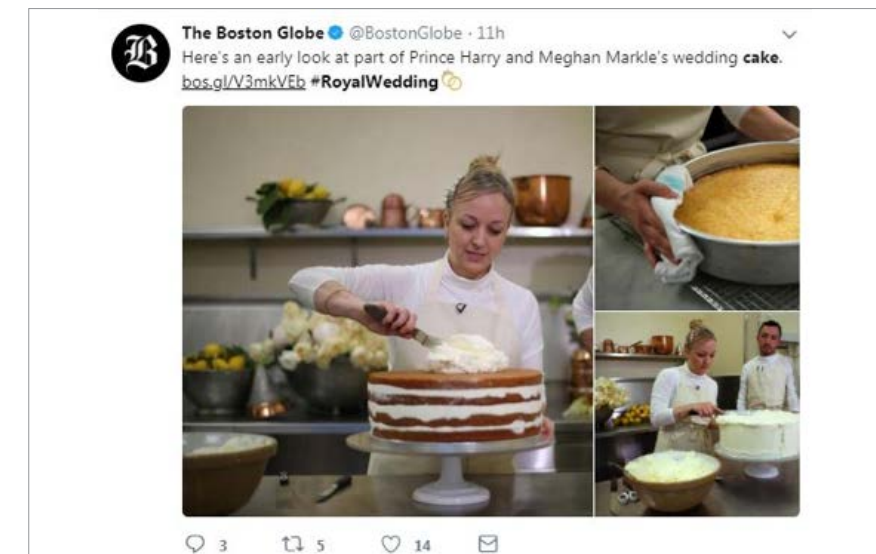 The Boston Globe @BostonGlobe · 11h
Here's an early look at part of Prince Harry and Meghan Markle's wedding cake.
bos.gl/V3mkVEb #RoyalWedding
3 5 14